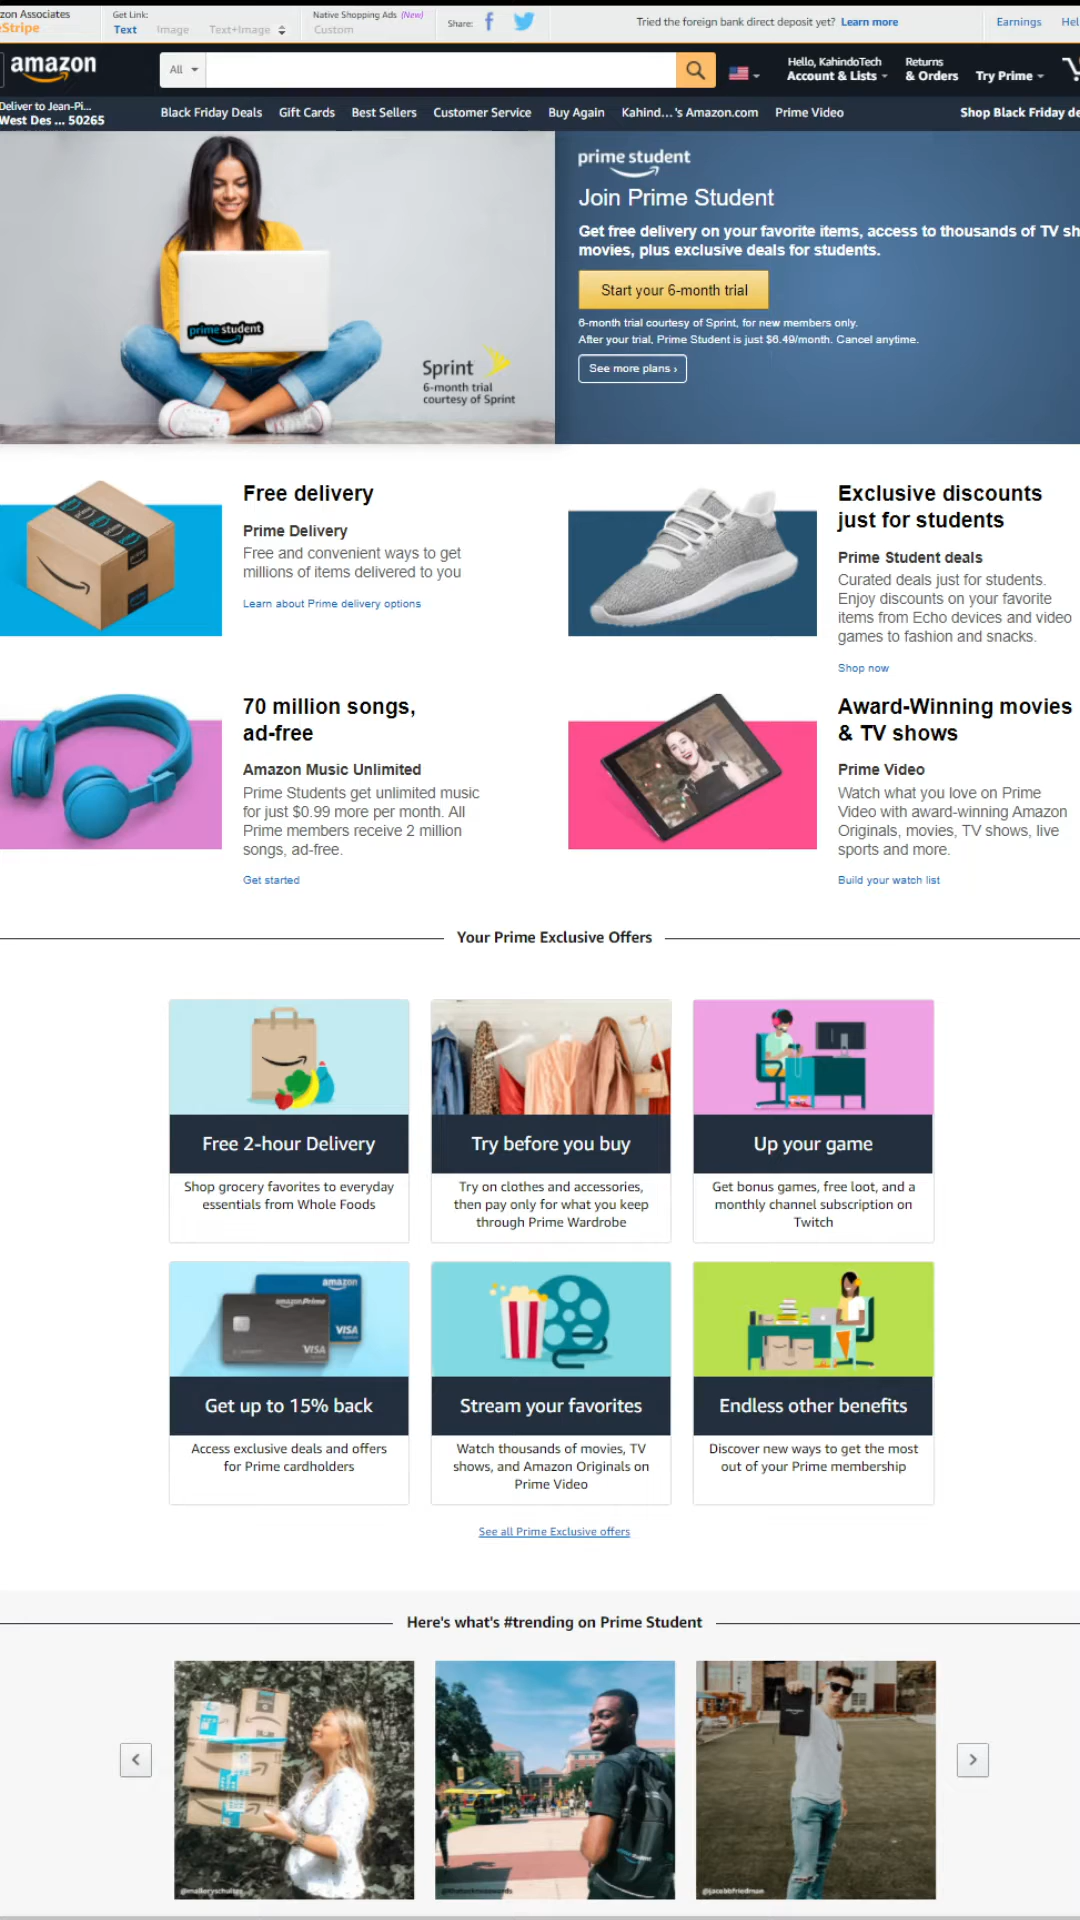 zon Associates
eStripe
Get Link:
Text Image Text+Image
Native Shopping Ads (New)
Custom
Share:
Tried the foreign bank direct deposit yet? Learn more
Earnings
Hel
amazon
All
Hello, KahindoTech
Account & Lists
Returns
& Orders
Try Prime
Deliver to Jean-Pi...
West Des ... 50265
Black Friday Deals Gift Cards Best Sellers Customer Service Buy Again Kahind...'s Amazon.com Prime Video
Shop Black Friday de
prime student
Sprint
6-month trial
courtesy of Sprint
prime student
Join Prime Student
Get free delivery on your favorite items, access to thousands of TV sh
movies, plus exclusive deals for students.
Start your 6-month trial
6-month trial courtesy of Sprint, for new members only.
After your trial, Prime Student is just $6.49/month. Cancel anytime.
See more plans ›
Free delivery
Prime Delivery
Free and convenient ways to get
millions of items delivered to you
Learn about Prime delivery options
Exclusive discounts
just for students
Prime Student deals
Curated deals just for students.
Enjoy discounts on your favorite
items from Echo devices and video
games to fashion and snacks.
Shop now
70 million songs,
ad-free
Amazon Music Unlimited
Prime Students get unlimited music
for just $0.99 more per month. All
Prime members receive 2 million
songs, ad-free.
Get started
Award-Winning movies
& TV shows
Prime Video
Watch what you love on Prime
Video with award-winning Amazon
Originals, movies, TV shows, live
sports and more.
Build your watch list
Your Prime Exclusive Offers
Free 2-hour Delivery
Shop grocery favorites to everyday
essentials from Whole Foods
Try before you buy
Try on clothes and accessories,
then pay only for what you keep
through Prime Wardrobe
Up your game
Get bonus games, free loot, and a
monthly channel subscription on
Twitch
amazon
amazonPrime
VISA
VISA
Get up to 15% back
Access exclusive deals and offers
for Prime cardholders
Stream your favorites
Watch thousands of movies, TV
shows, and Amazon Originals on
Prime Video
Endless other benefits
Discover new ways to get the most
out of your Prime membership
See all Prime Exclusive offers
Here's what's #trending on Prime Student
@jacobbfriedman